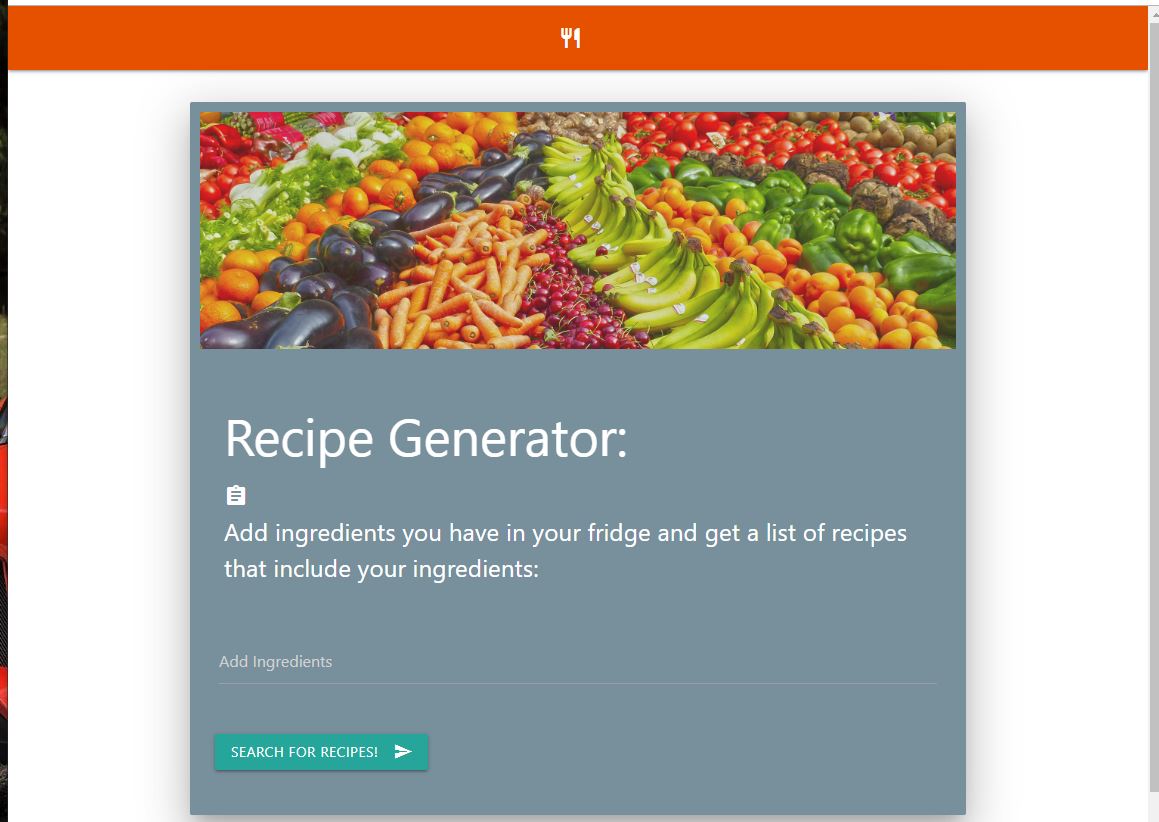 Recipe Generator:
Add ingredients you have in your fridge and get a list of recipes
that include your ingredients:
Add Ingredients
SEARCH FOR RECIPES!